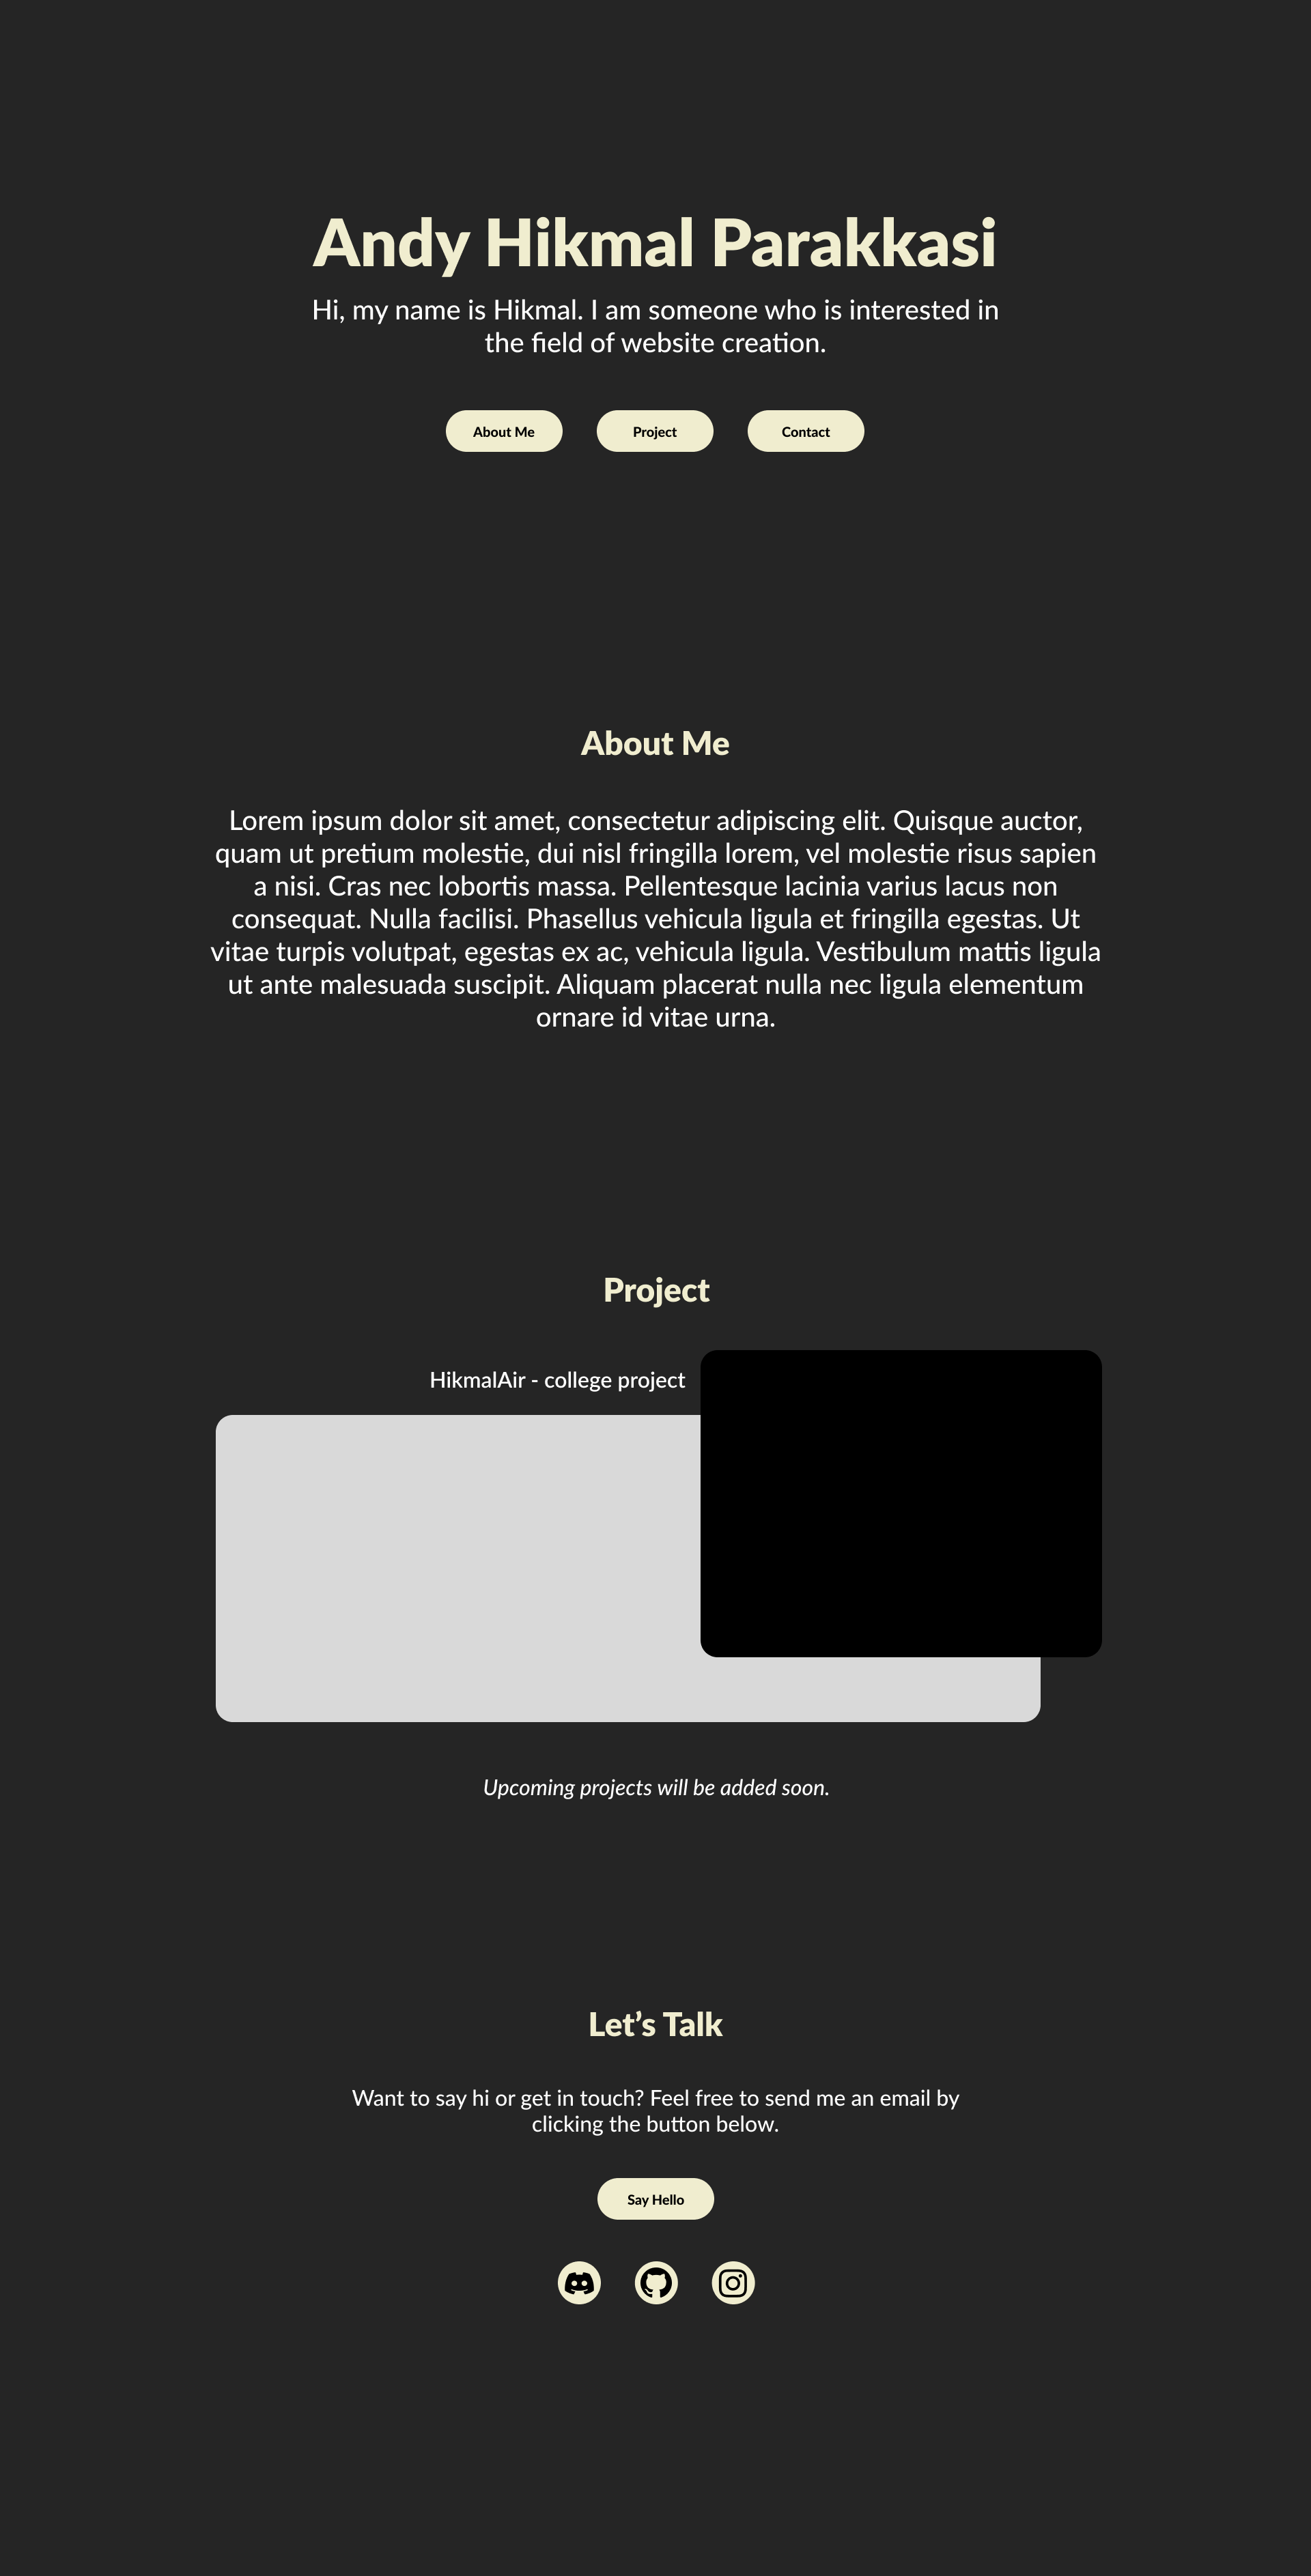 Andy Hikmal Parakkasi
Hi, my name is Hikmal. I am someone who is interested in
the field of website creation.
About Me
Project
Contact
About Me
Lorem ipsum dolor sit amet, consectetur adipiscing elit. Quisque auctor,
quam ut pretium molestie, dui nisl fringilla lorem, vel molestie risus sapien
a nisi. Cras nec lobortis massa. Pellentesque lacinia varius lacus non
consequat. Nulla facilisi. Phasellus vehicula ligula et fringilla egestas. Ut
vitae turpis volutpat, egestas ex ac, vehicula ligula. Vestibulum mattis ligula
ut ante malesuada suscipit. Aliquam placerat nulla nec ligula elementum
ornare id vitae urna.
Project
HikmalAir - college project
Upcoming projects will be added soon.
Let’s Talk
Want to say hi or get in touch? Feel free to send me an email by
clicking the button below.
Say Hello